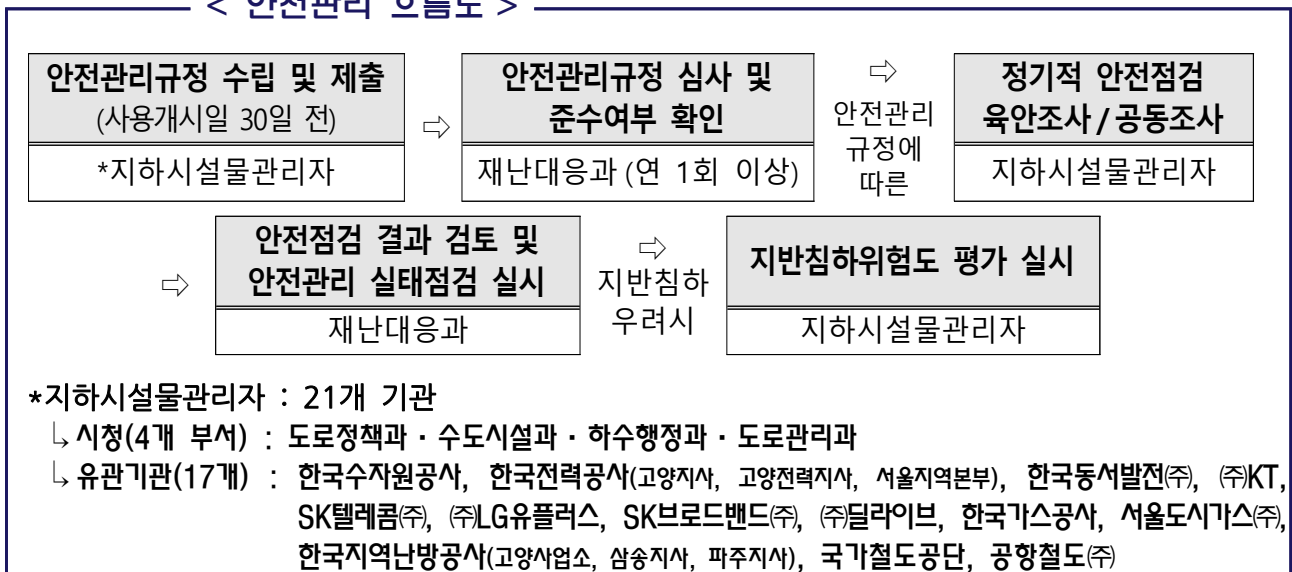 < 안전관리 흐름도 >
안전관리규정 수립 및 제출
(사용개시일 30일 전)
*지하시설물관리자
⇨
안전관리규정 심사 및
준수여부 확인
재난대응과 (연 1회 이상)
⇨
안전관리
규정에
따른
정기적 안전점검
육안조사 / 공동조사
지하시설물관리자
⇨
안전점검 결과 검토 및
안전관리 실태점검 실시
재난대응과
⇨
지반침하
우려시
지반침하위험도 평가 실시
지하시설물관리자
*지하시설물관리자 : 21개 기관
↳ 시청(4개 부서) : 도로정책과・수도시설과・하수행정과・도로관리과
↳ 유관기관(17개) : 한국수자원공사, 한국전력공사(고양지사, 고양전력지사, 서울지역본부), 한국동서발전㈜, ㈜KT,
SK텔레콤㈜, ㈜LG유플러스, SK브로드밴드㈜, ㈜딜라이브, 한국가스공사, 서울도시가스㈜,
한국지역난방공사(고양사업소, 삼송지사, 파주지사), 국가철도공단, 공항철도㈜